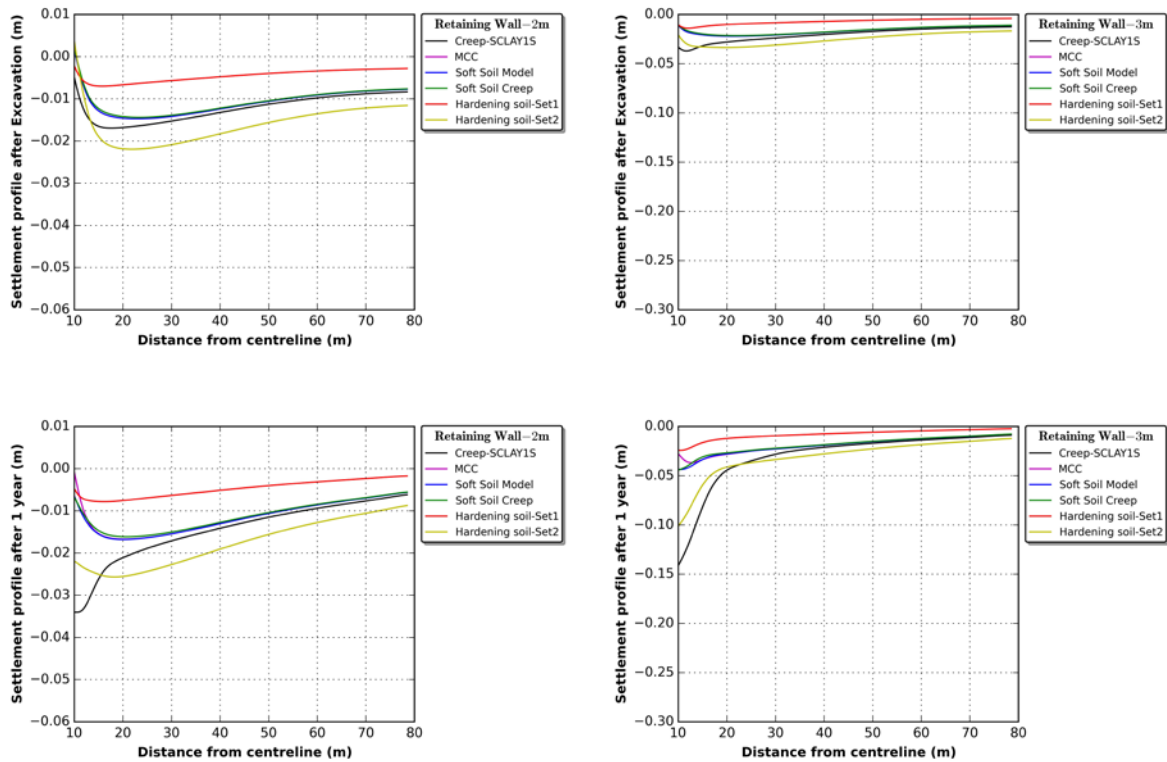 Settlement profile after Excavation (m)
0.01
0.00
−0.01
−0.02
−0.03
−0.04
−0.05
−0.06
10 20 30 40 50 60 70 80
Distance from centreline (m)
Retaining Wall−2m
Creep-SCLAY1S
MCC
Soft Soil Model
Soft Soil Creep
Hardening soil-Set1
Hardening soil-Set2
Settlement profile after Excavation (m)
0.00
−0.05
−0.10
−0.15
−0.20
−0.25
−0.30
10 20 30 40 50 60 70 80
Distance from centreline (m)
Retaining Wall−3m
Creep-SCLAY1S
MCC
Soft Soil Model
Soft Soil Creep
Hardening soil-Set1
Hardening soil-Set2
Settlement profile after 1 year (m)
0.01
0.00
−0.01
−0.02
−0.03
−0.04
−0.05
−0.06
10 20 30 40 50 60 70 80
Distance from centreline (m)
Retaining Wall−2m
Creep-SCLAY1S
MCC
Soft Soil Model
Soft Soil Creep
Hardening soil-Set1
Hardening soil-Set2
Settlement profile after 1 year (m)
0.00
−0.05
−0.10
−0.15
−0.20
−0.25
−0.30
10 20 30 40 50 60 70 80
Distance from centreline (m)
Retaining Wall−3m
Creep-SCLAY1S
MCC
Soft Soil Model
Soft Soil Creep
Hardening soil-Set1
Hardening soil-Set2